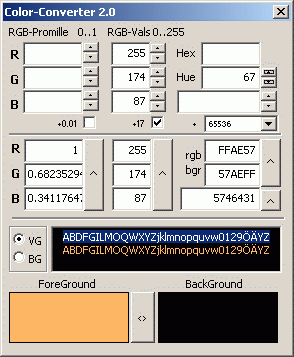 Color-Converter 2.0
RGB-Promille 0..1 RGB-Vals 0..255
R 255 Hex
G 174 Hue 67
B 87
+0.01 +17 + 65536
R 1 255 rgb FFAE57
G 0.68235294 174 bgr 57AEFF
B 0.34117647 87 5746431
VG ABDFGILMOQWXYZjklmnopquvw0129ÖÄYZ
BG ABDFGILMOQWXYZjklmnopquvw0129ÖÄYZ
ForeGround <> BackGround